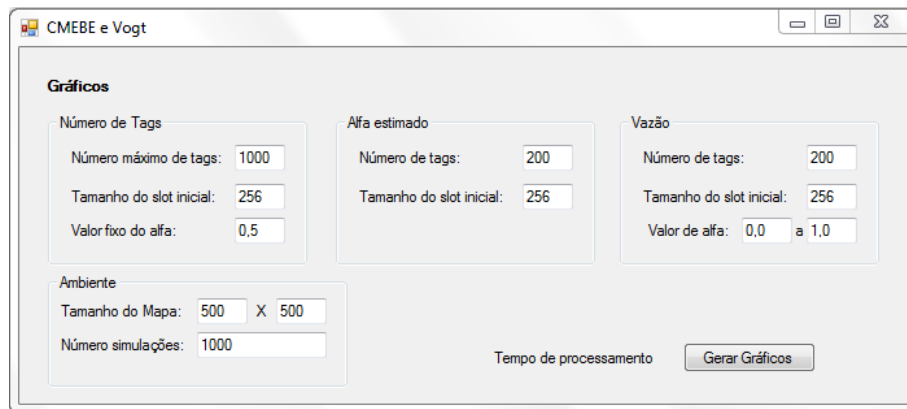 CMEBE e Vogt
Gráficos
Número de Tags
Número máximo de tags: 1000
Tamanho do slot inicial: 256
Valor fixo do alfa: 0,5
Alfa estimado
Número de tags: 200
Tamanho do slot inicial: 256
Vazão
Número de tags: 200
Tamanho do slot inicial: 256
Valor de alfa: 0,0 a 1,0
Ambiente
Tamanho do Mapa: 500 X 500
Número simulações: 1000
Tempo de processamento
Gerar Gráficos